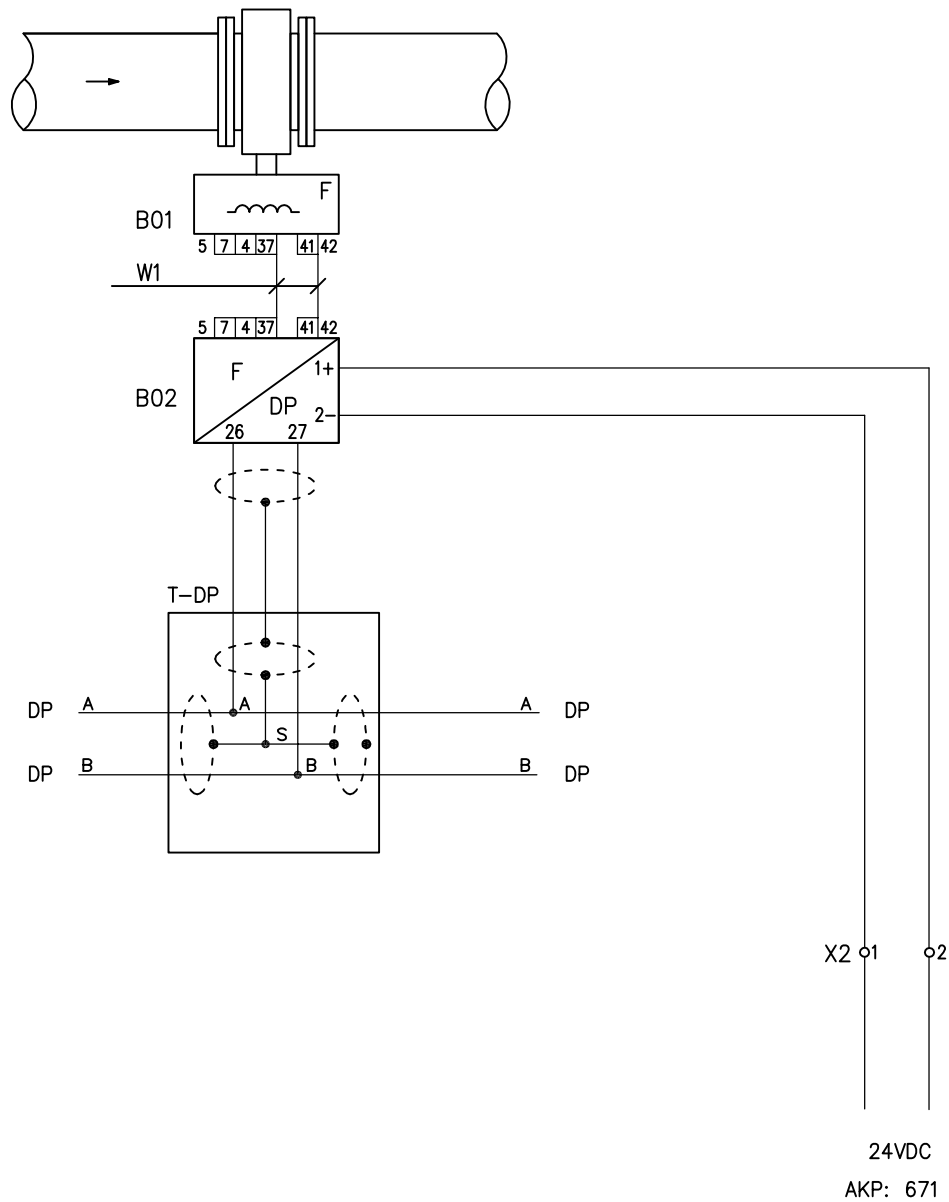 F
B01
5 7 4 37 41 42
W1
5 7 4 37 41 42
F 1+
B02
DP 2-
26 27
T-DP
DP A A A DP
S
DP B B B DP
X2 1 2
24VDC
AKP: 671